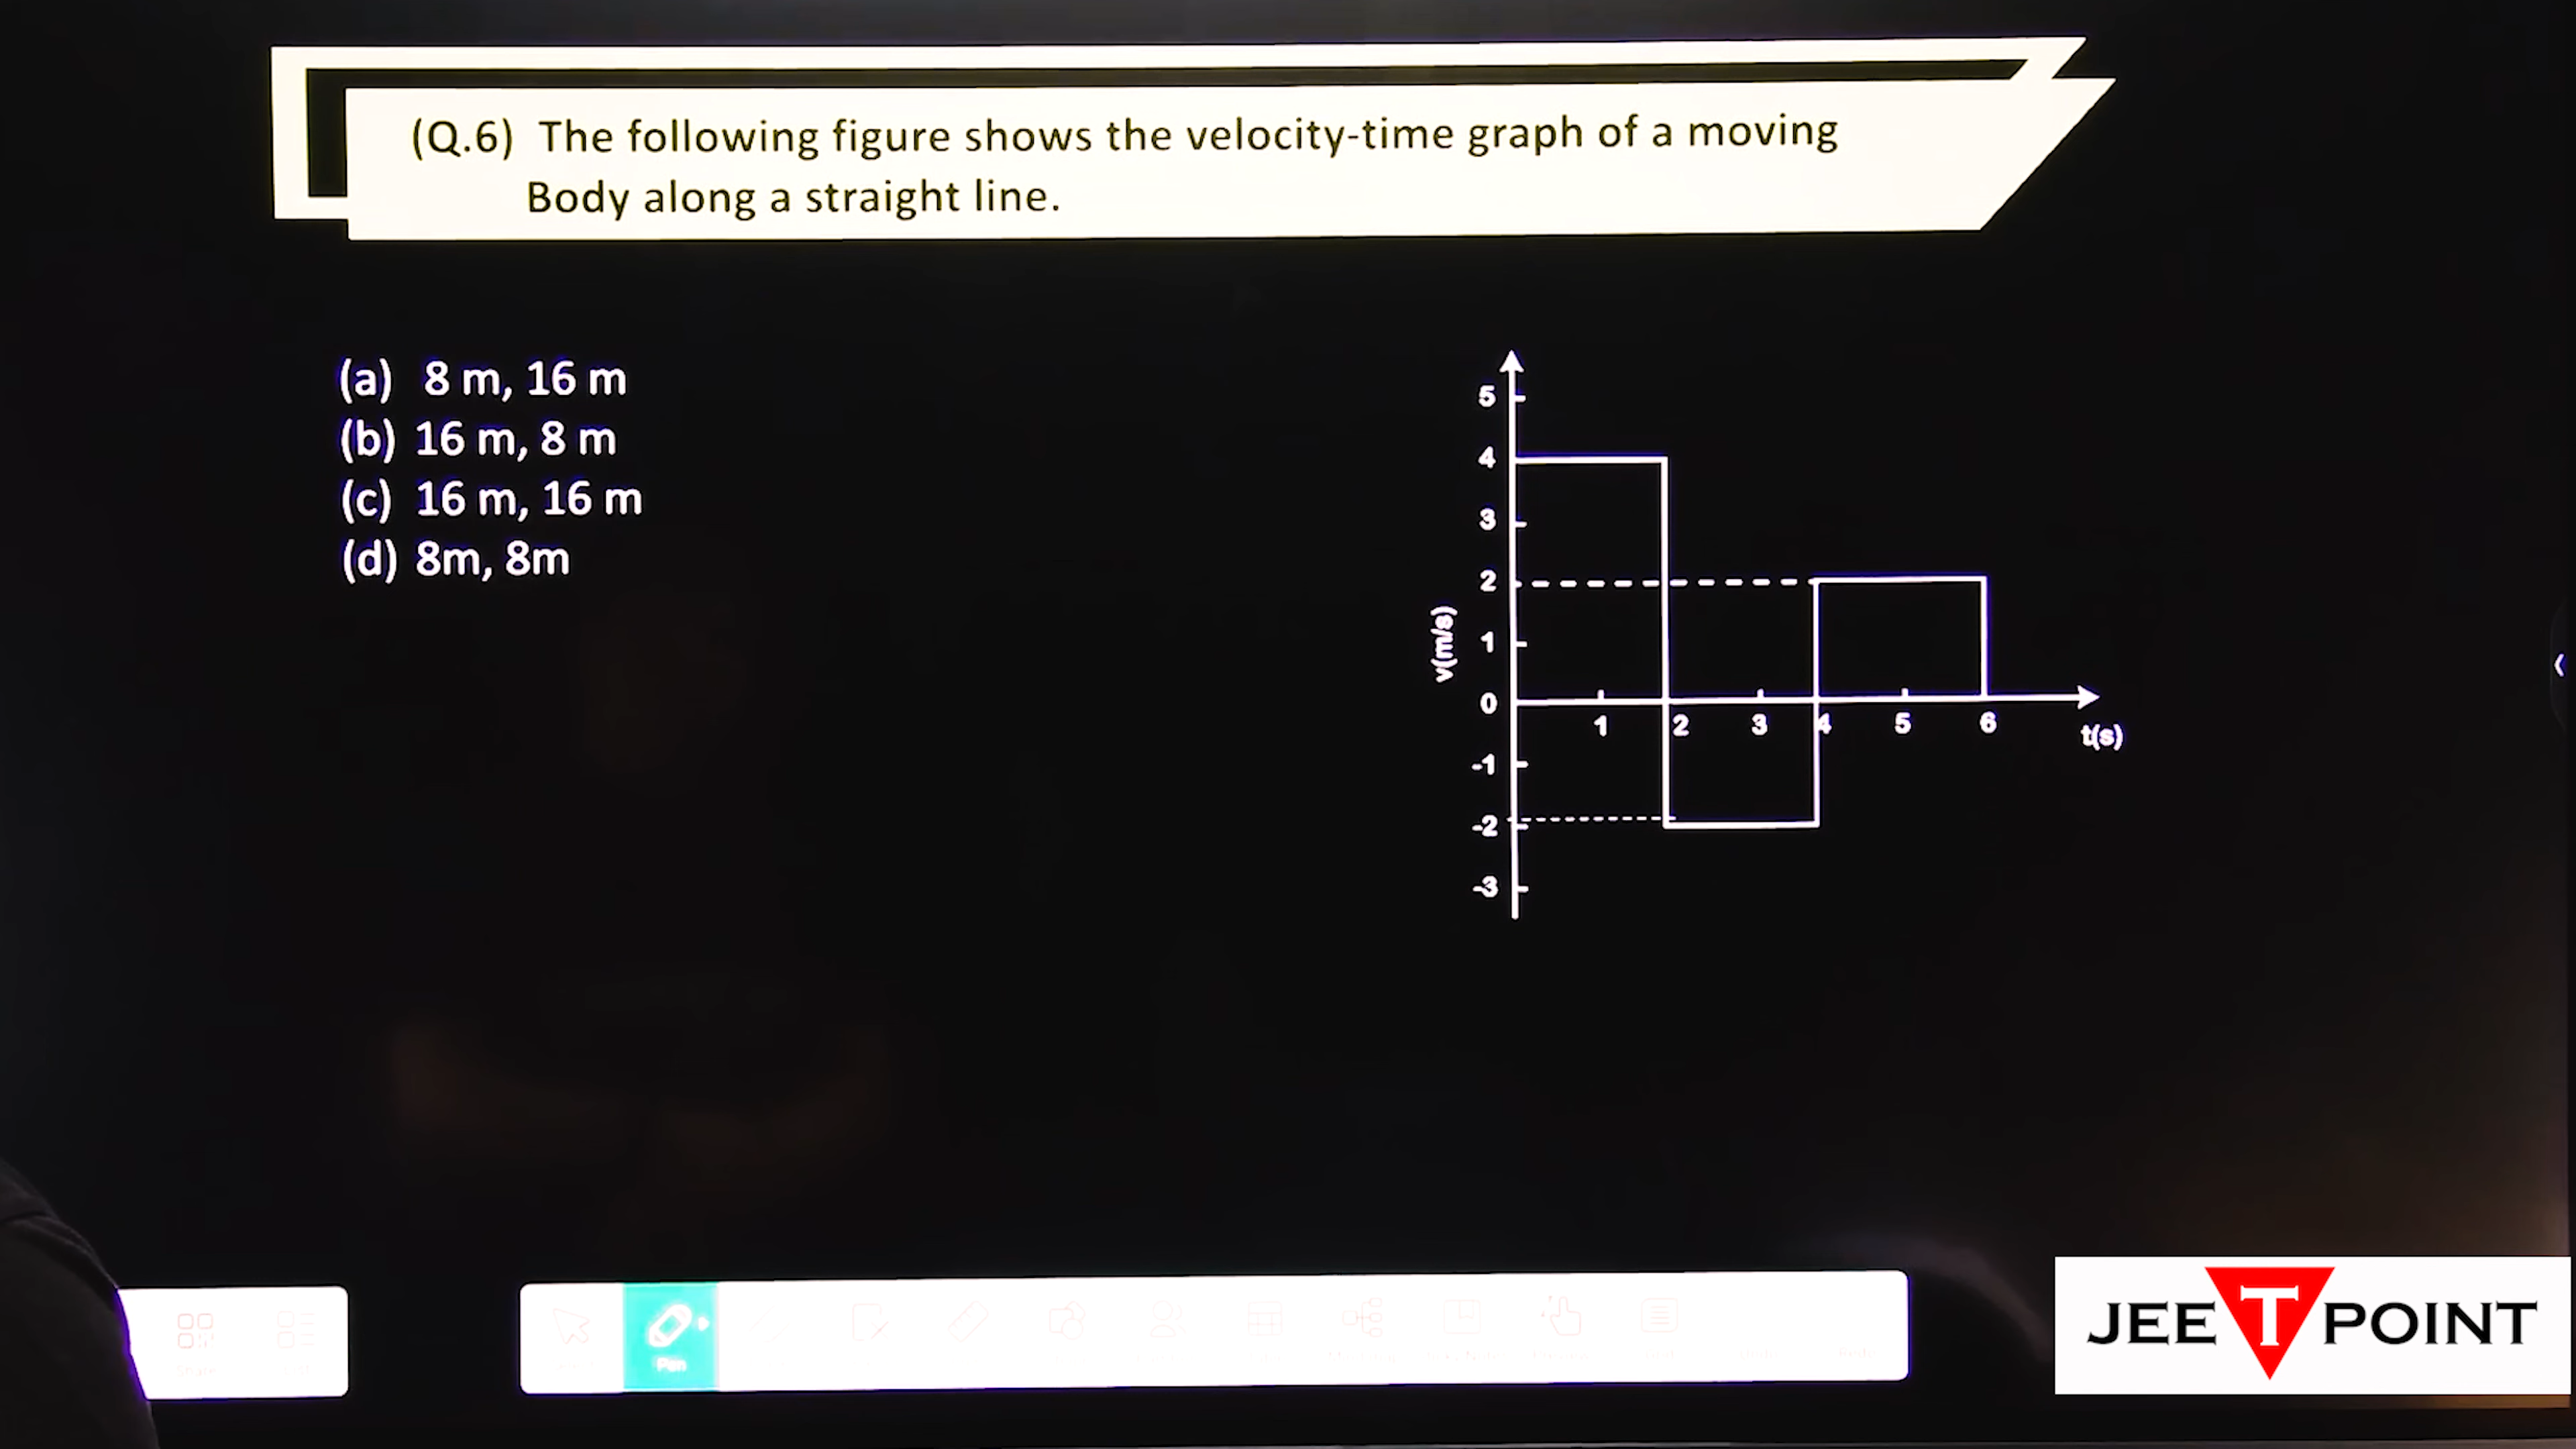 (Q.6) The following figure shows the velocity-time graph of a moving
Body along a straight line.
(a) 8 m, 16 m
(b) 16 m, 8 m
(c) 16 m, 16 m
(d) 8m, 8m
5
4
3
2
1
0
-1
-2
-3
v(m/s)
1 2 3 4 5 6
t(s)
Share
Pen
JEE T POINT